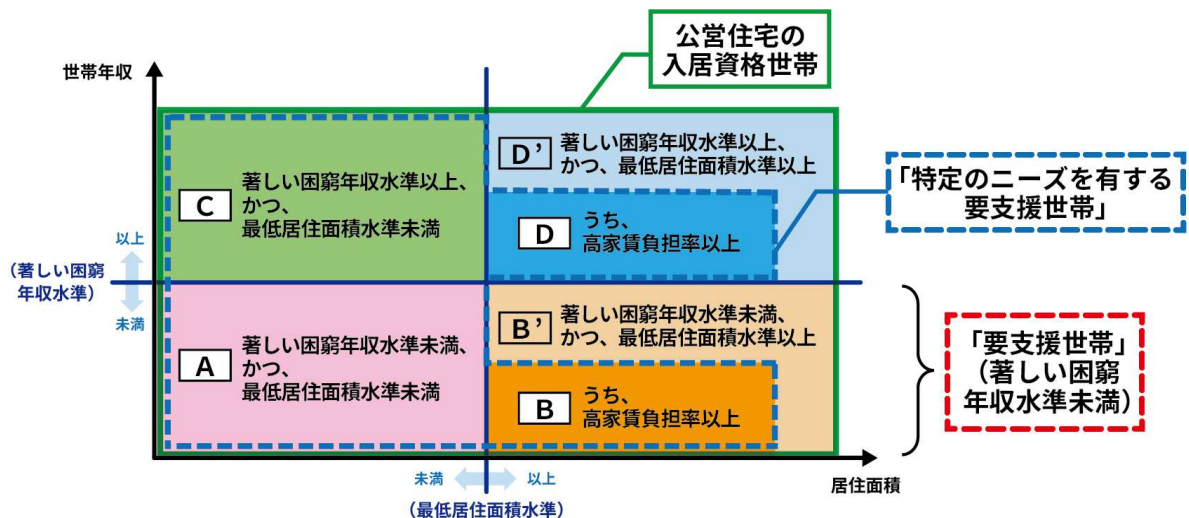 公営住宅の
入居資格世帯
世帯年収
D’
著しい困窮年収水準以上、
かつ、最低居住面積水準以上
C
著しい困窮年収水準以上、
かつ、
最低居住面積水準未満
D
うち、
高家賃負担率以上
「特定のニーズを有する
要支援世帯」
以上
(著しい困窮
年収水準)
未満
B’
著しい困窮年収水準未満、
かつ、最低居住面積水準以上
A
著しい困窮年収水準未満、
かつ、
最低居住面積水準未満
B
うち、
高家賃負担率以上
「要支援世帯」
(著しい困窮
年収水準未満)
未満
以上
(最低居住面積水準)
居住面積